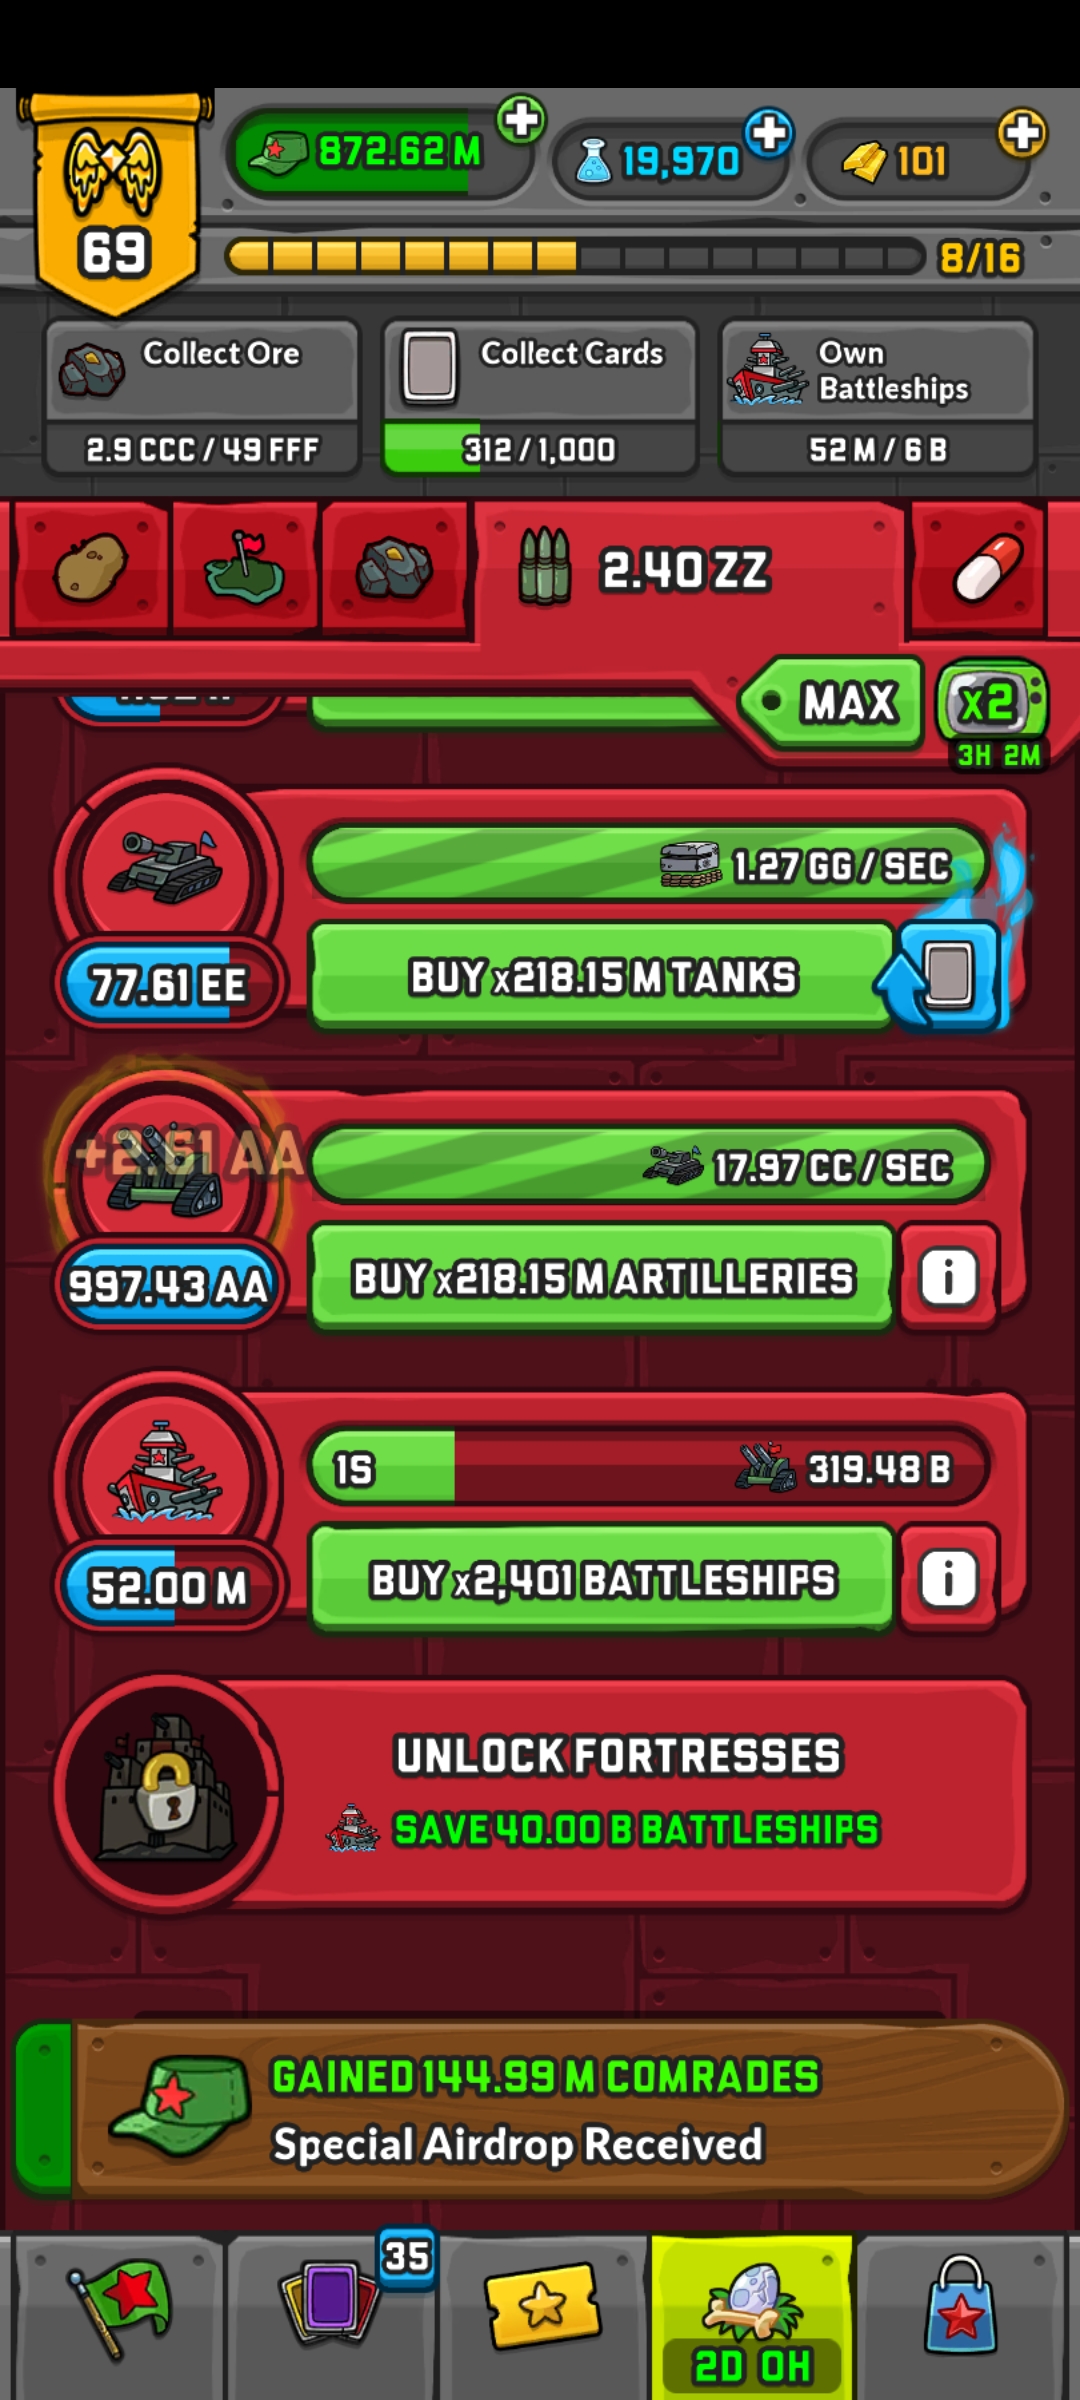 872.62 M
19,970
101
69
8/16
Collect Ore
2.9 CCC / 49 FFF
Collect Cards
312 / 1,000
Own
Battleships
52 M / 6 B
2.40 ZZ
MAX
x2
3H 2M
1.27 GG / SEC
77.61 EE
BUY x218.15 M TANKS
+2.61 AA
17.97 CC / SEC
997.43 AA
BUY x218.15 M ARTILLERIES
i
1S
319.48 B
52.00 M
BUY x2,401 BATTLESHIPS
i
UNLOCK FORTRESSES
SAVE 40.00 B BATTLESHIPS
GAINED 144.99 M COMRADES
Special Airdrop Received
35
2D 0H